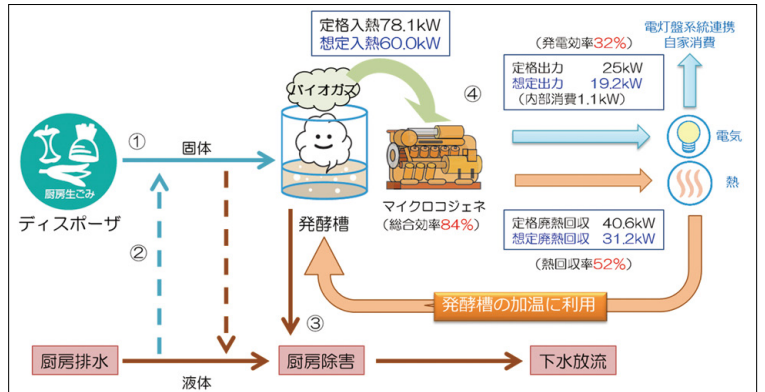 定格入熱78.1kW
想定入熱60.0kW
バイオガス
④
(発電効率32%)
電灯盤系統連携
自家消費
定格出力 25kW
想定出力 19.2kW
(内部消費1.1kW)
①
固体
電気
厨房生ごみ
ディスポーザ
発酵槽
マイクロコジェネ
(総合効率84%)
熱
定格廃熱回収 40.6kW
想定廃熱回収 31.2kW
(熱回収率52%)
②
発酵槽の加温に利用
③
厨房排水
液体
厨房除害
下水放流